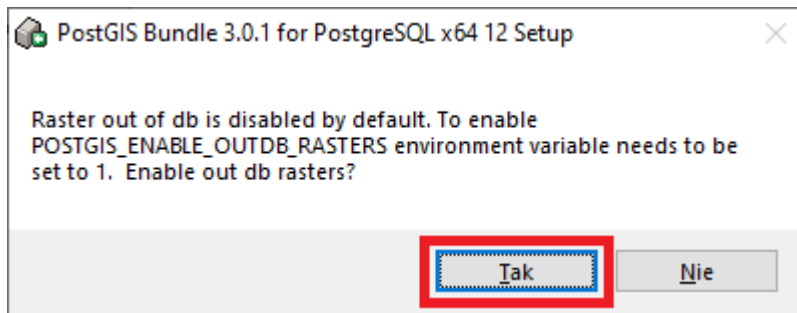 PostGIS Bundle 3.0.1 for PostgreSQL x64 12 Setup
Raster out of db is disabled by default. To enable
POSTGIS_ENABLE_OUTDB_RASTERS environment variable needs to be
set to 1.  Enable out db rasters?
Tak
Nie